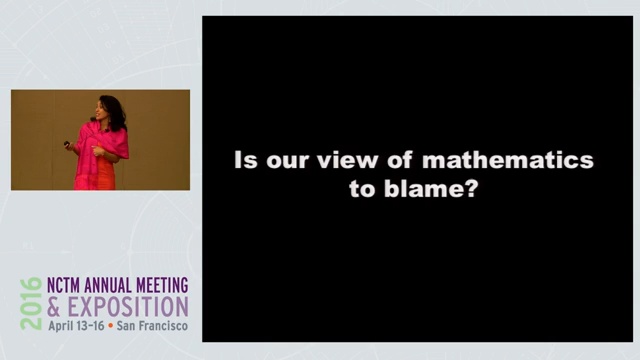 Is our view of mathematics
to blame?
2016
NCTM ANNUAL MEETING
& EXPOSITION
April 13–16 • San Francisco